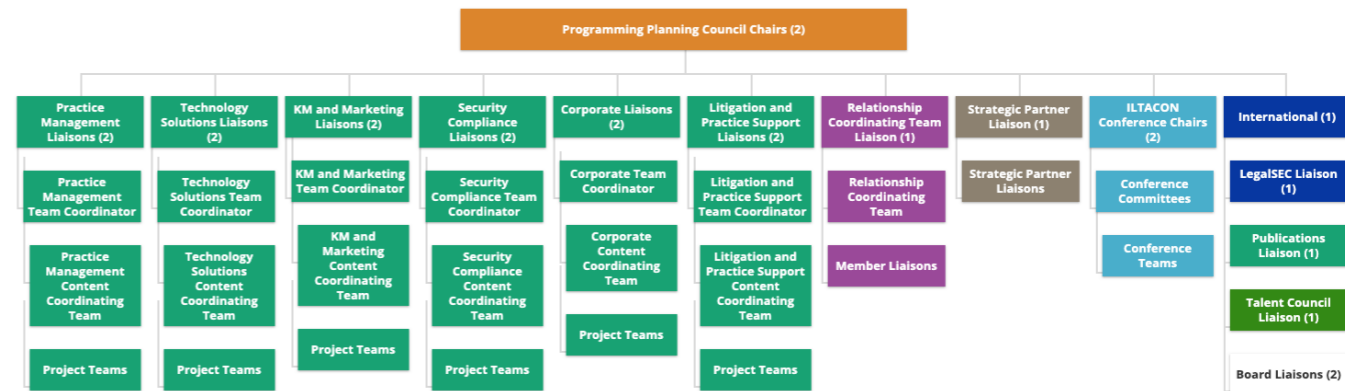 Programming Planning Council Chairs (2)
Practice
Management
Liaisons (2)
Practice
Management
Team Coordinator
Practice
Management
Content
Coordinating
Team
Project Teams
Technology
Solutions Liaisons
(2)
Technology
Solutions Team
Coordinator
Technology
Solutions
Content
Coordinating
Team
Project Teams
KM and Marketing
Liaisons (2)
KM and Marketing
Team Coordinator
KM and
Marketing
Content
Coordinating
Team
Project Teams
Security
Compliance
Liaisons (2)
Security
Compliance Team
Coordinator
Security
Compliance
Content
Coordinating
Team
Project Teams
Corporate Liaisons
(2)
Corporate Team
Coordinator
Corporate
Content
Coordinating
Team
Project Teams
Litigation and
Practice Support
Liaisons (2)
Litigation and
Practice Support
Team Coordinator
Litigation and
Practice Support
Content
Coordinating
Team
Project Teams
Relationship
Coordinating Team
Liaison (1)
Relationship
Coordinating
Team
Member Liaisons
Strategic Partner
Liaison (1)
Strategic Partner
Liaisons
ILTACON
Conference Chairs
(2)
Conference
Committees
Conference
Teams
International (1)
LegalSEC Liaison
(1)
Publications
Liaison (1)
Talent Council
Liaison (1)
Board Liaisons (2)